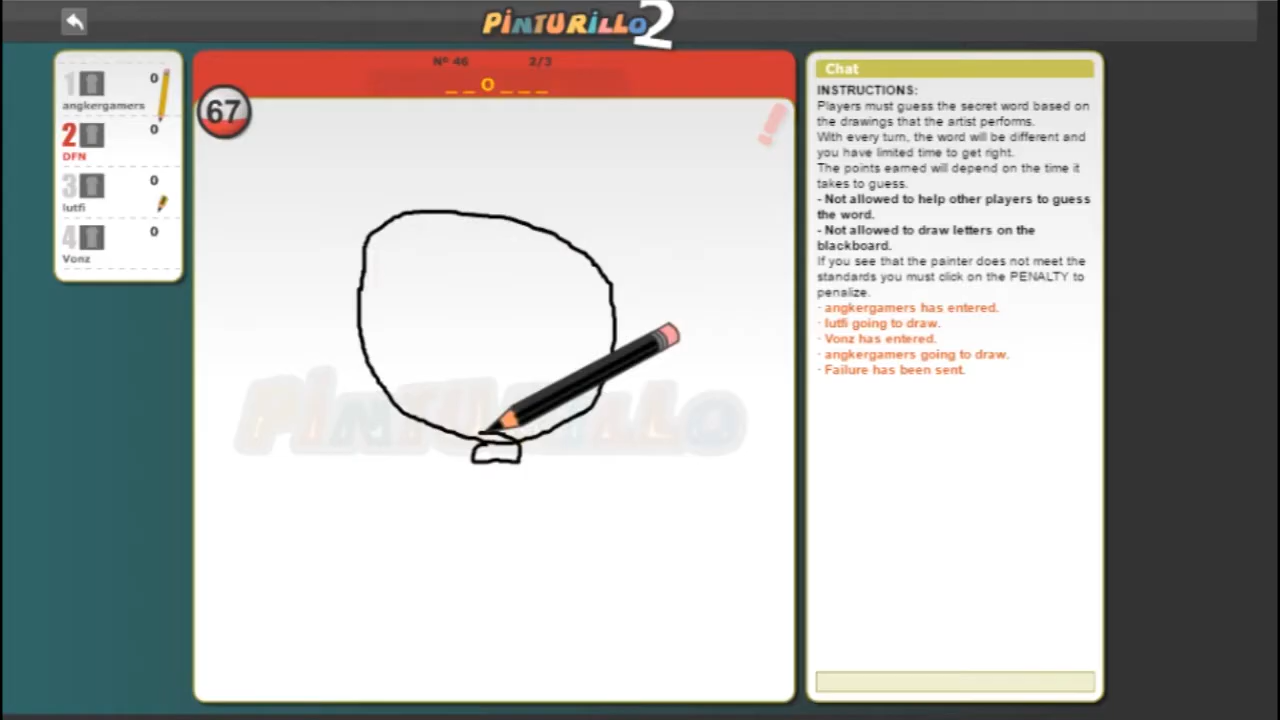 PINTURILLO 2
Nº 46 2/3
_ _ O _ _ _
67
1 angkergamers 0
2 DFN 0
3 lutfi 0
4 Vonz 0
!
PINTURILLO
Chat
INSTRUCTIONS:
Players must guess the secret word based on
the drawings that the artist performs.
With every turn, the word will be different and
you have limited time to get right.
The points earned will depend on the time it
takes to guess.
- Not allowed to help other players to guess
the word.
- Not allowed to draw letters on the
blackboard.
If you see that the painter does not meet the
standards you must click on the PENALTY to
penalize.
· angkergamers has entered.
· lutfi going to draw.
· Vonz has entered.
· angkergamers going to draw.
· Failure has been sent.